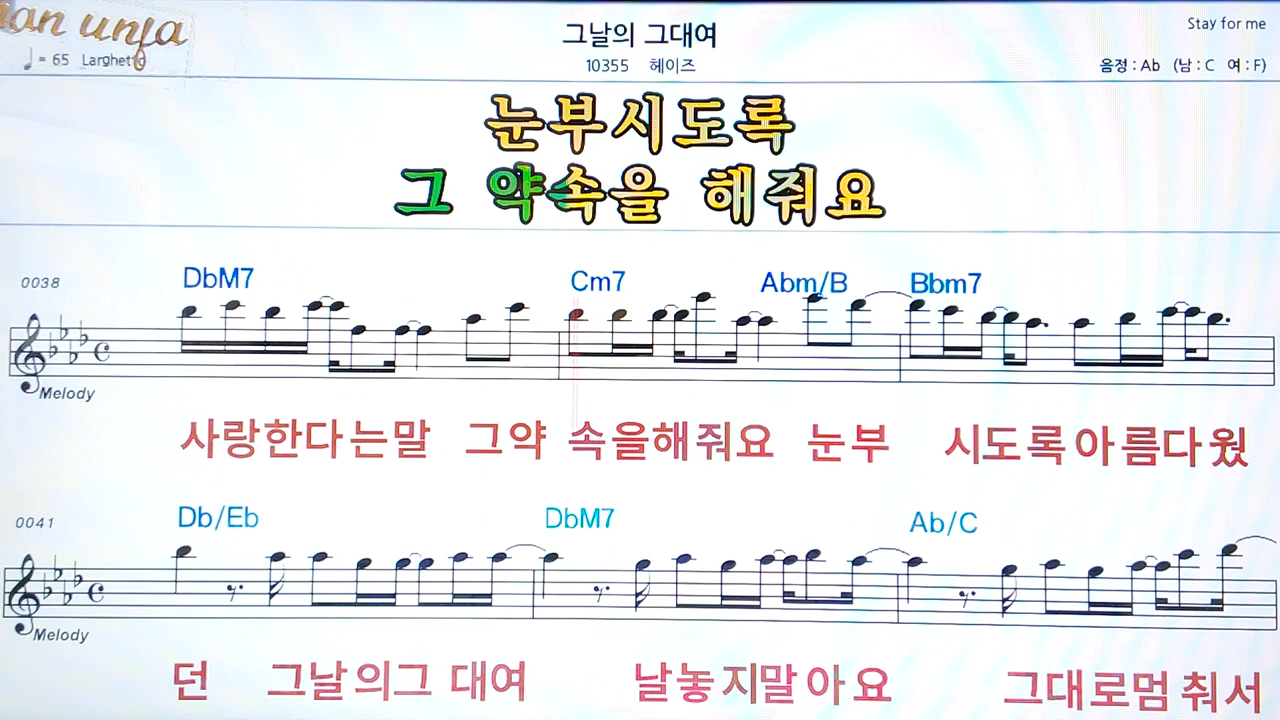 an unja
그날의 그대여
Stay for me
♩ = 65 Larghetto
10355 헤이즈
음정 : Ab (남 : C 여 : F)
눈부시도록
그 약속을 해줘요
0038
DbM7 Cm7 Abm/B Bbm7
Melody
사랑한다는말 그약 속을해줘요 눈부 시도록아름다웠
0041
Db/Eb DbM7 Ab/C
Melody
던 그날의그 대여 날놓지말아요 그대로멈춰서